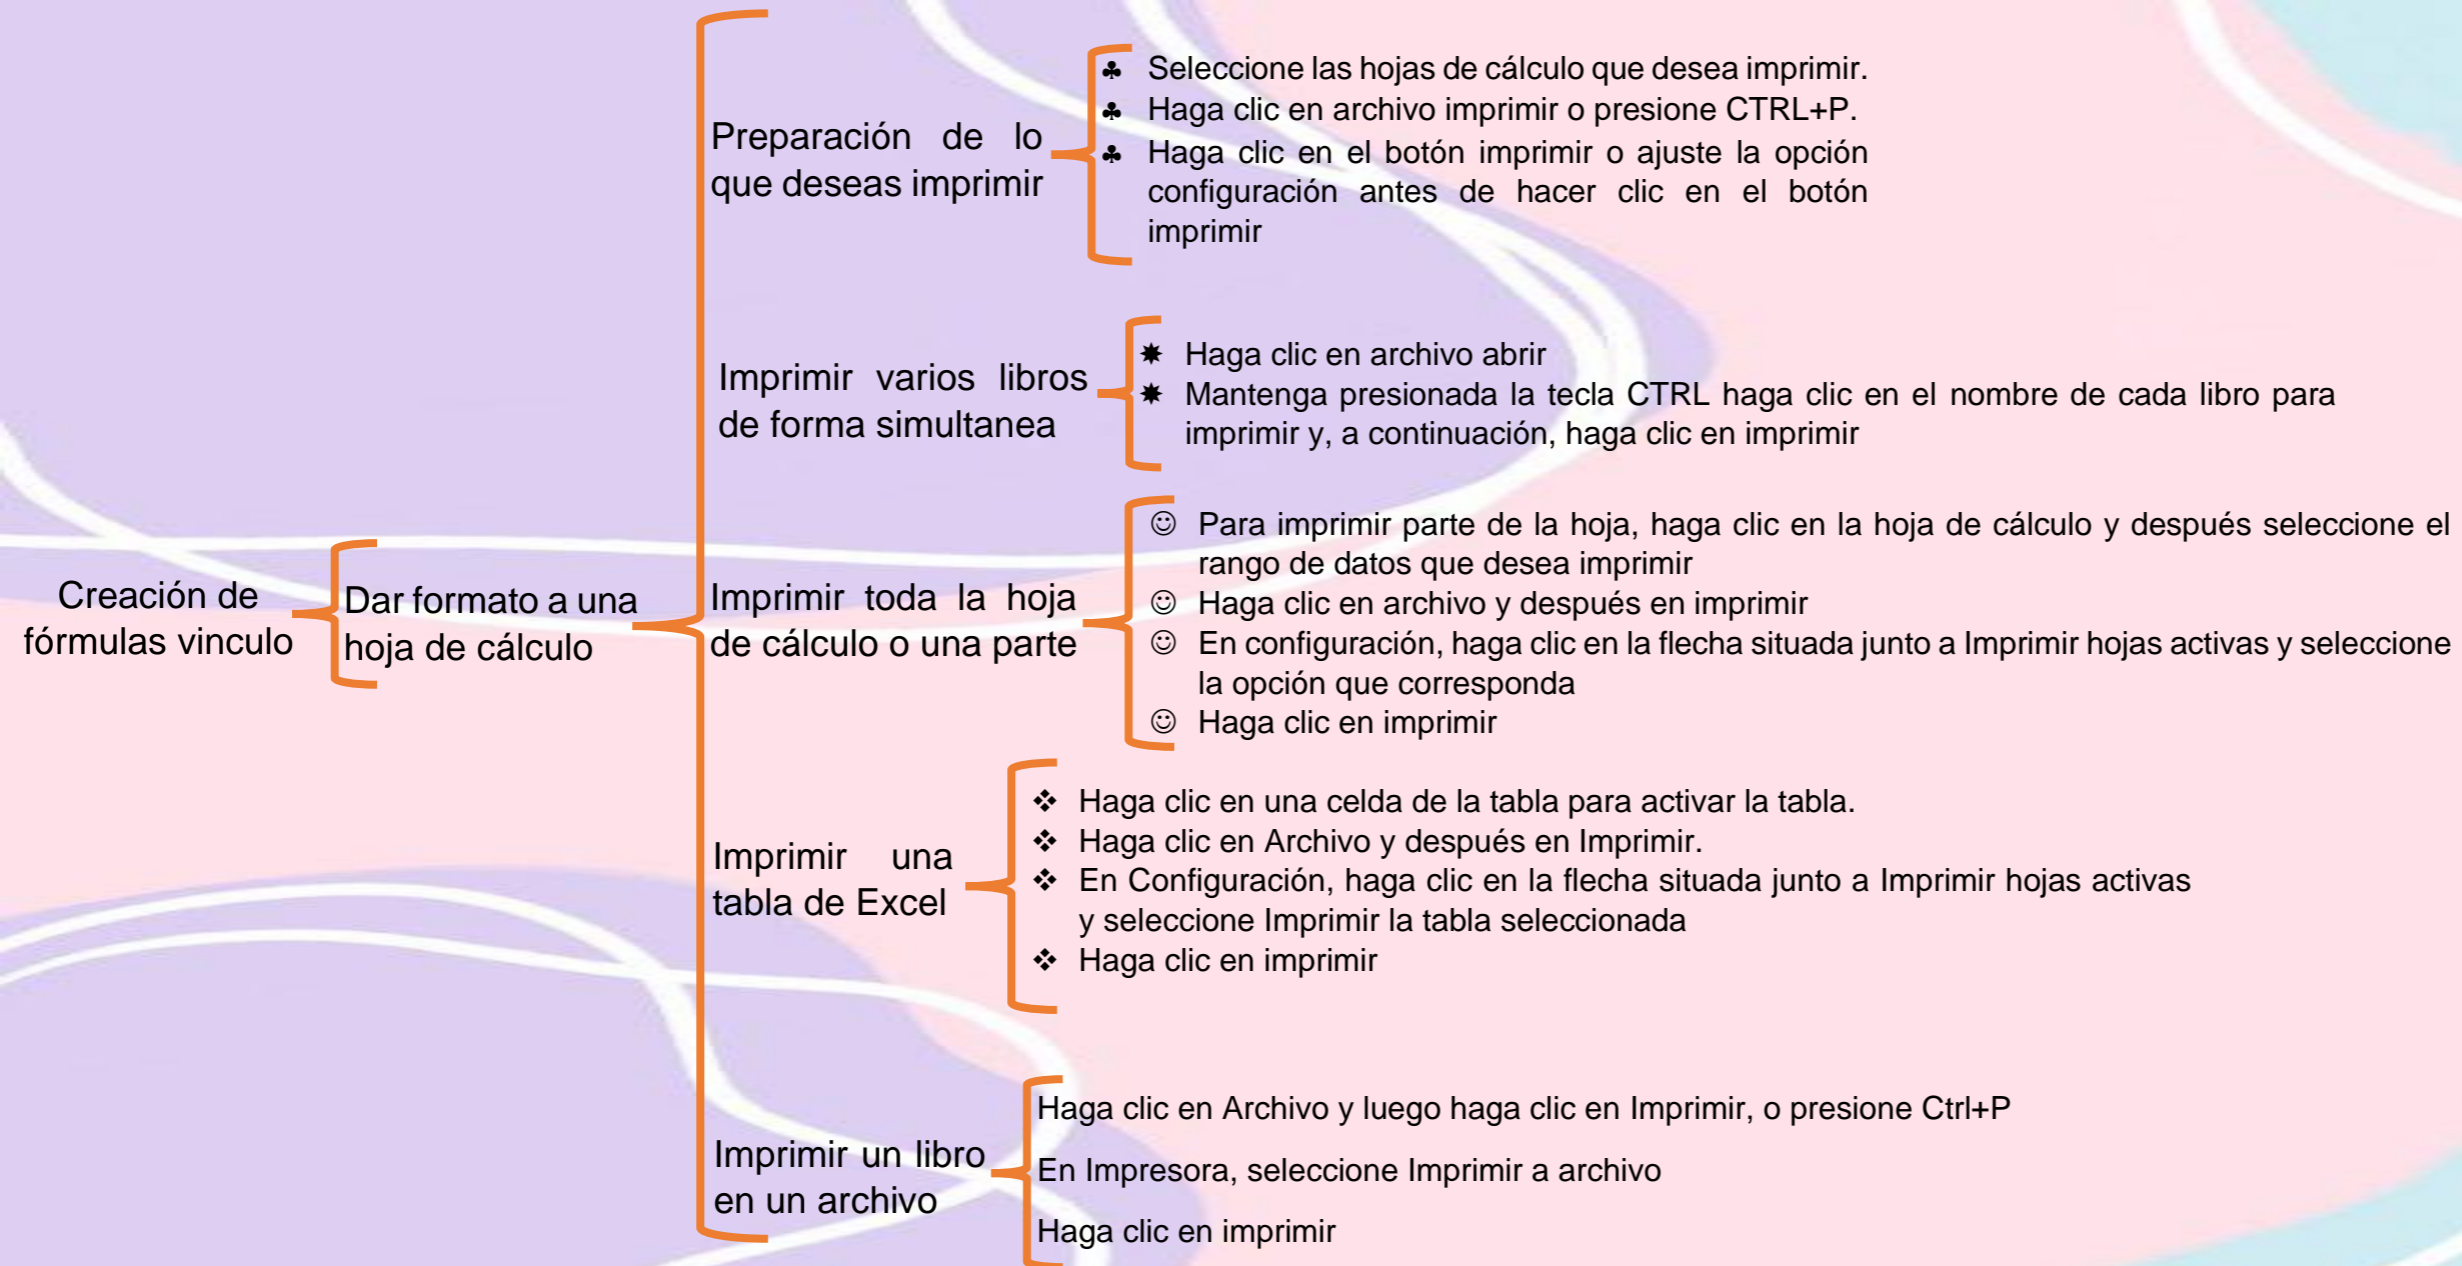 Creación de
fórmulas vinculo
Dar formato a una
hoja de cálculo
Preparación de lo
que deseas imprimir
♣ Seleccione las hojas de cálculo que desea imprimir.
♣ Haga clic en archivo imprimir o presione CTRL+P.
♣ Haga clic en el botón imprimir o ajuste la opción
configuración antes de hacer clic en el botón
imprimir
Imprimir varios libros
de forma simultanea
✷ Haga clic en archivo abrir
✷ Mantenga presionada la tecla CTRL haga clic en el nombre de cada libro para
imprimir y, a continuación, haga clic en imprimir
Imprimir toda la hoja
de cálculo o una parte
☺ Para imprimir parte de la hoja, haga clic en la hoja de cálculo y después seleccione el
rango de datos que desea imprimir
☺ Haga clic en archivo y después en imprimir
☺ En configuración, haga clic en la flecha situada junto a Imprimir hojas activas y seleccione
la opción que corresponda
☺ Haga clic en imprimir
Imprimir una
tabla de Excel
❖ Haga clic en una celda de la tabla para activar la tabla.
❖ Haga clic en Archivo y después en Imprimir.
❖ En Configuración, haga clic en la flecha situada junto a Imprimir hojas activas
y seleccione Imprimir la tabla seleccionada
❖ Haga clic en imprimir
Imprimir un libro
en un archivo
Haga clic en Archivo y luego haga clic en Imprimir, o presione Ctrl+P
En Impresora, seleccione Imprimir a archivo
Haga clic en imprimir